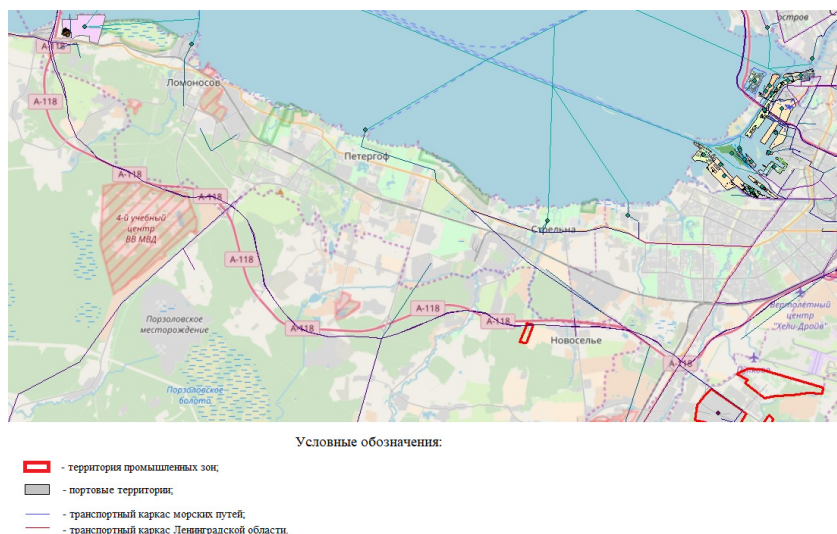 остров
А-118
Ломоносов
А-118
Петергоф
А-118
А-118
4-й учебный
центр
ВВ МВД
Стрельна
А-118
Вертолётный
центр
"Хели-Драйв"
Порзоловское
месторождение
А-118
А-118
А-118
Новоселье
А-118
Порзоловское
болото
Условные обозначения:
- территория промышленных зон;
- портовые территории;
- транспортный каркас морских путей;
- транспортный каркас Ленинградской области.